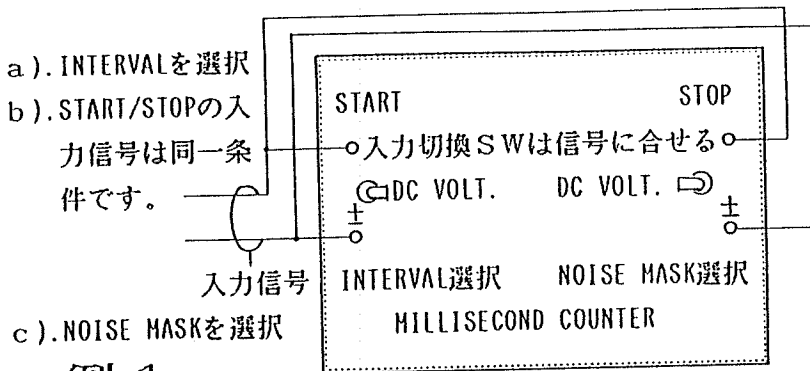 a).INTERVALを選択
b).START/STOPの入
力信号は同一条
件です。
入力信号
c).NOISE MASKを選択
START STOP
入力切換SWは信号に合せる
DC VOLT. DC VOLT.
± ±
INTERVAL選択 NOISE MASK選択
MILLISECOND COUNTER